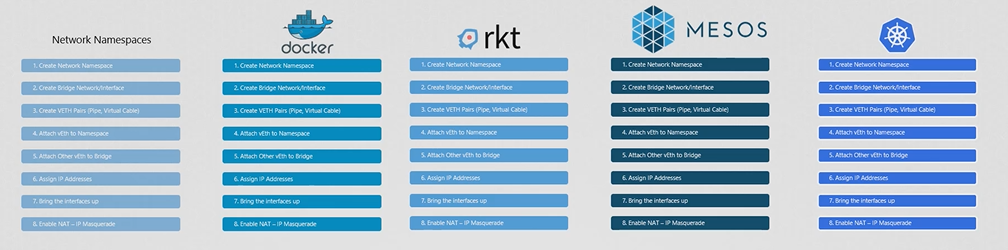 Network Namespaces
1. Create Network Namespace
2. Create Bridge Network/Interface
3. Create VETH Pairs (Pipe, Virtual Cable)
4. Attach vEth to Namespace
5. Attach Other vEth to Bridge
6. Assign IP Addresses
7. Bring the interfaces up
8. Enable NAT – IP Masquerade
docker
1. Create Network Namespace
2. Create Bridge Network/Interface
3. Create VETH Pairs (Pipe, Virtual Cable)
4. Attach vEth to Namespace
5. Attach Other vEth to Bridge
6. Assign IP Addresses
7. Bring the interfaces up
8. Enable NAT – IP Masquerade
rkt
1. Create Network Namespace
2. Create Bridge Network/Interface
3. Create VETH Pairs (Pipe, Virtual Cable)
4. Attach vEth to Namespace
5. Attach Other vEth to Bridge
6. Assign IP Addresses
7. Bring the interfaces up
8. Enable NAT – IP Masquerade
MESOS
1. Create Network Namespace
2. Create Bridge Network/Interface
3. Create VETH Pairs (Pipe, Virtual Cable)
4. Attach vEth to Namespace
5. Attach Other vEth to Bridge
6. Assign IP Addresses
7. Bring the interfaces up
8. Enable NAT – IP Masquerade
1. Create Network Namespace
2. Create Bridge Network/Interface
3. Create VETH Pairs (Pipe, Virtual Cable)
4. Attach vEth to Namespace
5. Attach Other vEth to Bridge
6. Assign IP Addresses
7. Bring the interfaces up
8. Enable NAT – IP Masquerade